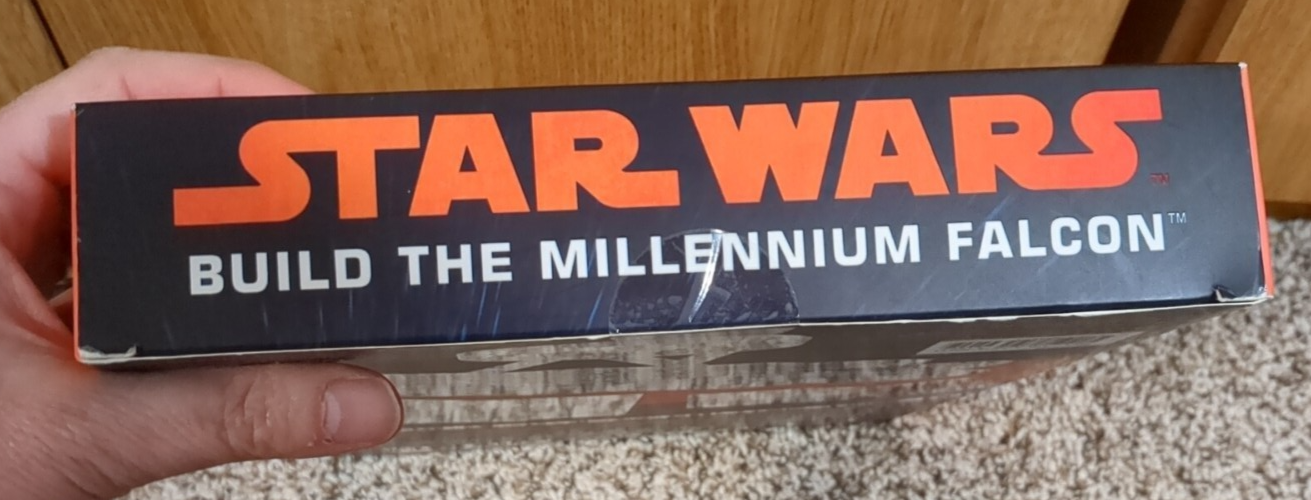 STAR WARS™
BUILD THE MILLENNIUM FALCON™